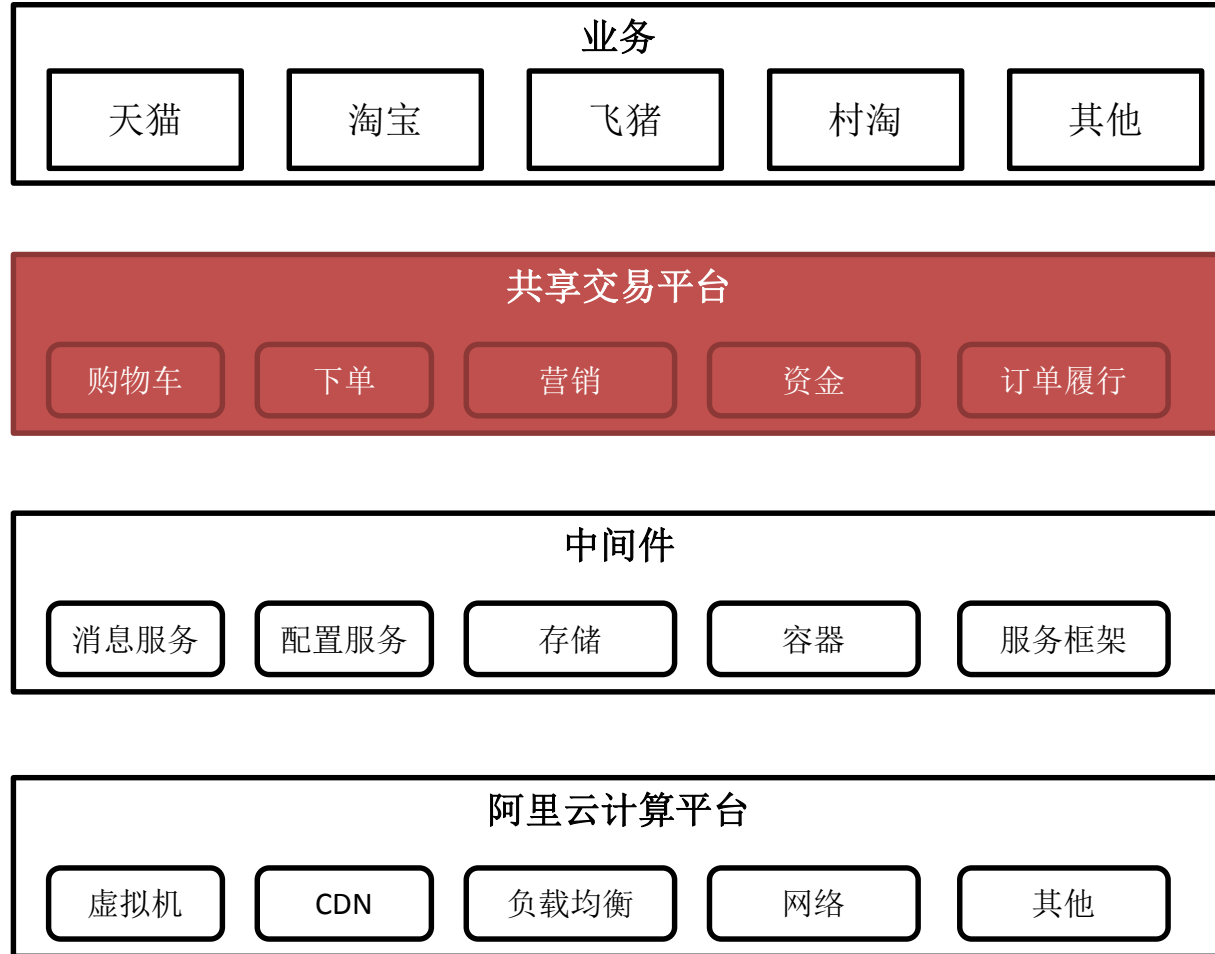 业务
天猫 淘宝 飞猪 村淘 其他
共享交易平台
购物车 下单 营销 资金 订单履行
中间件
消息服务 配置服务 存储 容器 服务框架
阿里云计算平台
虚拟机 CDN 负载均衡 网络 其他